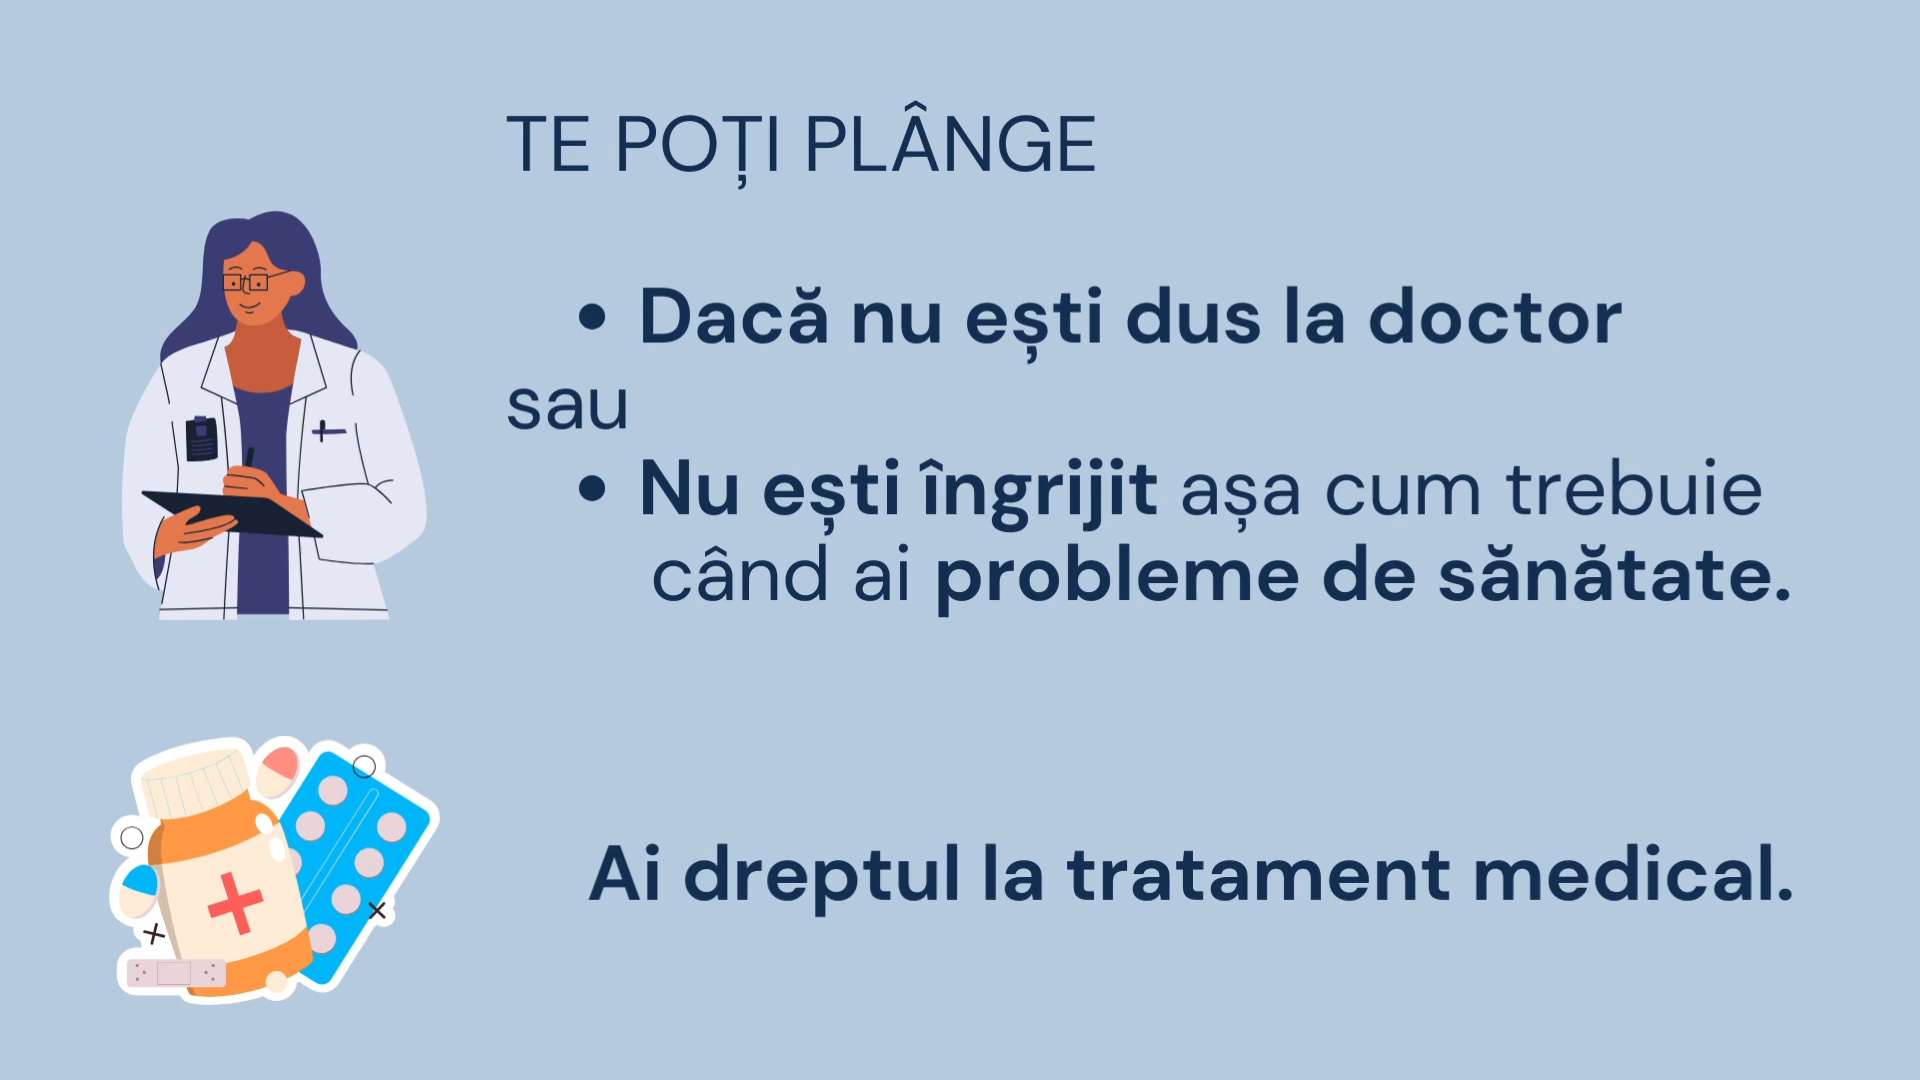 TE POȚI PLÂNGE
• Dacă nu ești dus la doctor
sau
• Nu ești îngrijit așa cum trebuie
când ai probleme de sănătate.
Ai dreptul la tratament medical.